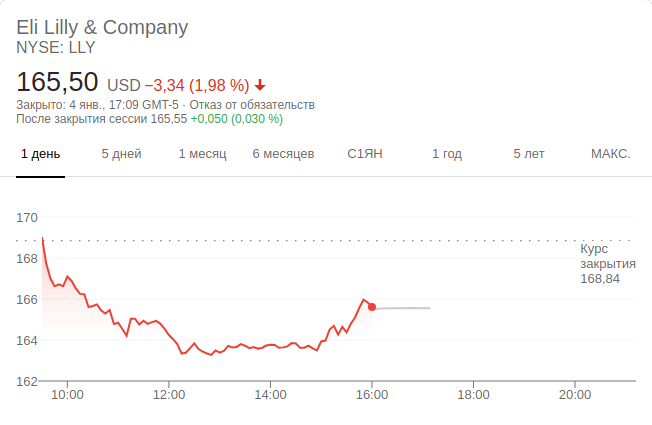 Eli Lilly & Company
NYSE: LLY
165,50 USD −3,34 (1,98 %)
Закрыто: 4 янв., 17:09 GMT-5 · Отказ от обязательств
После закрытия сессии 165,55 +0,050 (0,030 %)
1 день 5 дней 1 месяц 6 месяцев С1ЯН 1 год 5 лет МАКС.
170
168
166
164
162
Курс
закрытия
168,84
10:00 12:00 14:00 16:00 18:00 20:00